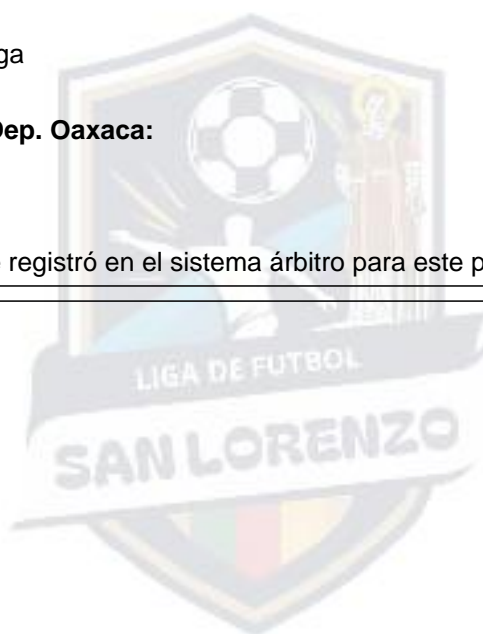 ga
Dep. Oaxaca:
registró en el sistema árbitro para este p
LIGA DE FUTBOL
SAN LORENZO